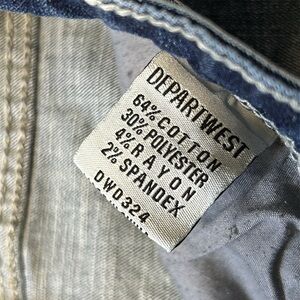 DEPARTWEST
64% COTTON
30% POLYESTER
4% RAYON
2% SPANDEX
DWD324